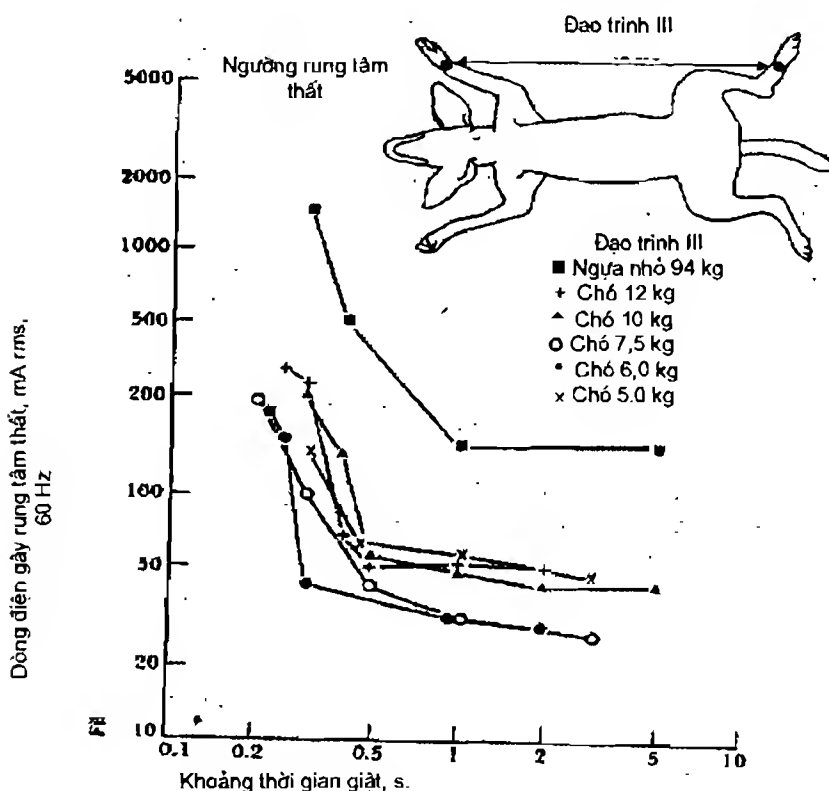 Đạo trình III
Ngưỡng rung tâm
thất
5000
2000
1000
500
200
160
50
20
10
Dòng điện gây rung tâm thất, mA rms,
60 Hz
Đạo trình III
■ Ngựa nhỏ 94 kg
+ Chó 12 kg
▲ Chó 10 kg
O Chó 7,5 kg
● Chó 6,0 kg
x Chó 5.0 kg
0.1 0.2 0.5 1 2 5 10
Khoảng thời gian giật, s.